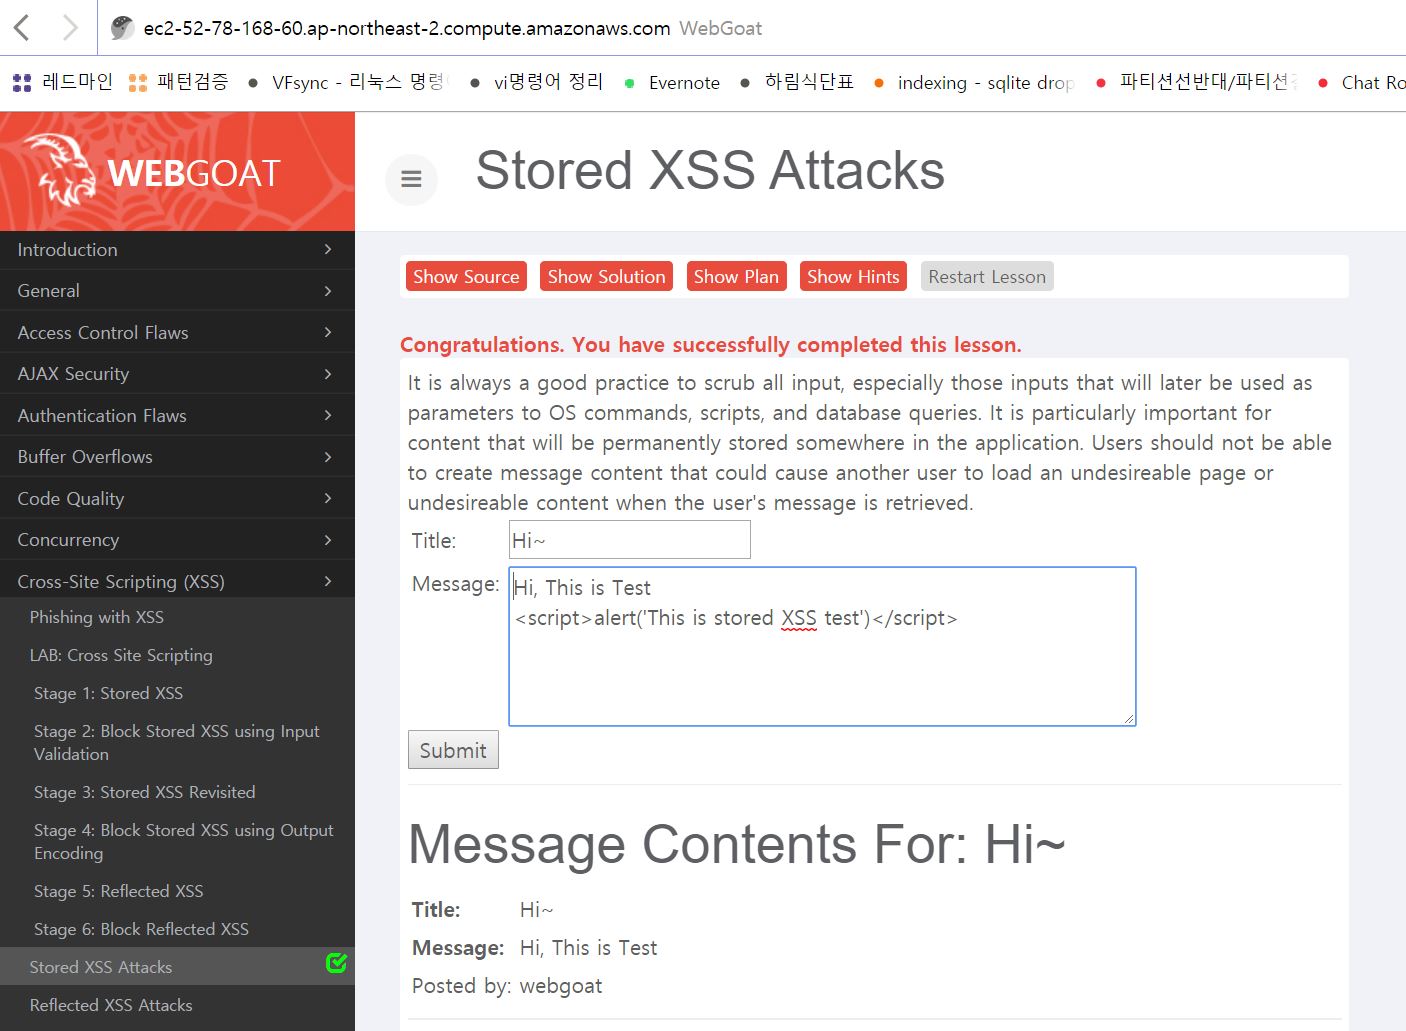 ec2-52-78-168-60.ap-northeast-2.compute.amazonaws.com WebGoat
레드마인 패턴검증 VFsync - 리눅스 명령 vi명령어 정리 Evernote 하림식단표 indexing - sqlite drop 파티션선반대/파티션 Chat Ro
WEBGOAT
Stored XSS Attacks
Introduction
General
Access Control Flaws
AJAX Security
Authentication Flaws
Buffer Overflows
Code Quality
Concurrency
Cross-Site Scripting (XSS)
Phishing with XSS
LAB: Cross Site Scripting
Stage 1: Stored XSS
Stage 2: Block Stored XSS using Input
Validation
Stage 3: Stored XSS Revisited
Stage 4: Block Stored XSS using Output
Encoding
Stage 5: Reflected XSS
Stage 6: Block Reflected XSS
Stored XSS Attacks
Reflected XSS Attacks
Show Source Show Solution Show Plan Show Hints Restart Lesson
Congratulations. You have successfully completed this lesson.
It is always a good practice to scrub all input, especially those inputs that will later be used as
parameters to OS commands, scripts, and database queries. It is particularly important for
content that will be permanently stored somewhere in the application. Users should not be able
to create message content that could cause another user to load an undesireable page or
undesireable content when the user's message is retrieved.
Title: Hi~
Message: Hi, This is Test
<script>alert('This is stored XSS test')</script>
Submit
Message Contents For: Hi~
Title: Hi~
Message: Hi, This is Test
Posted by: webgoat